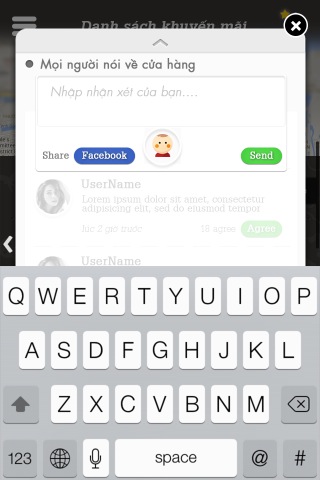 Danh sách khuyến mãi
Mọi người nói về cửa hàng
Nhập nhận xét của bạn....
Share Facebook Send
UserName
Lorem ipsum dolor sit amet, consectetur
adipisicing elit, sed do eiusmod tempor
lúc 2 giờ trước 18 agree Agree
UserName
Q W E R T Y U I O P
A S D F G H J K L
Z X C V B N M
123 space @ #